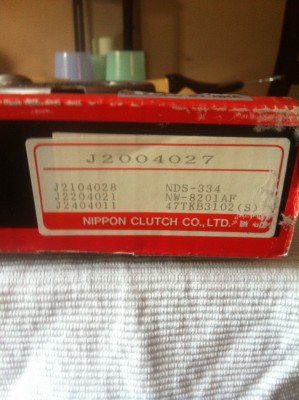 J2004027
J2104028 NDS-334
J2204021 NW-8201AF
J2404011 47TKB3102(S)
NIPPON CLUTCH CO.,LTD.